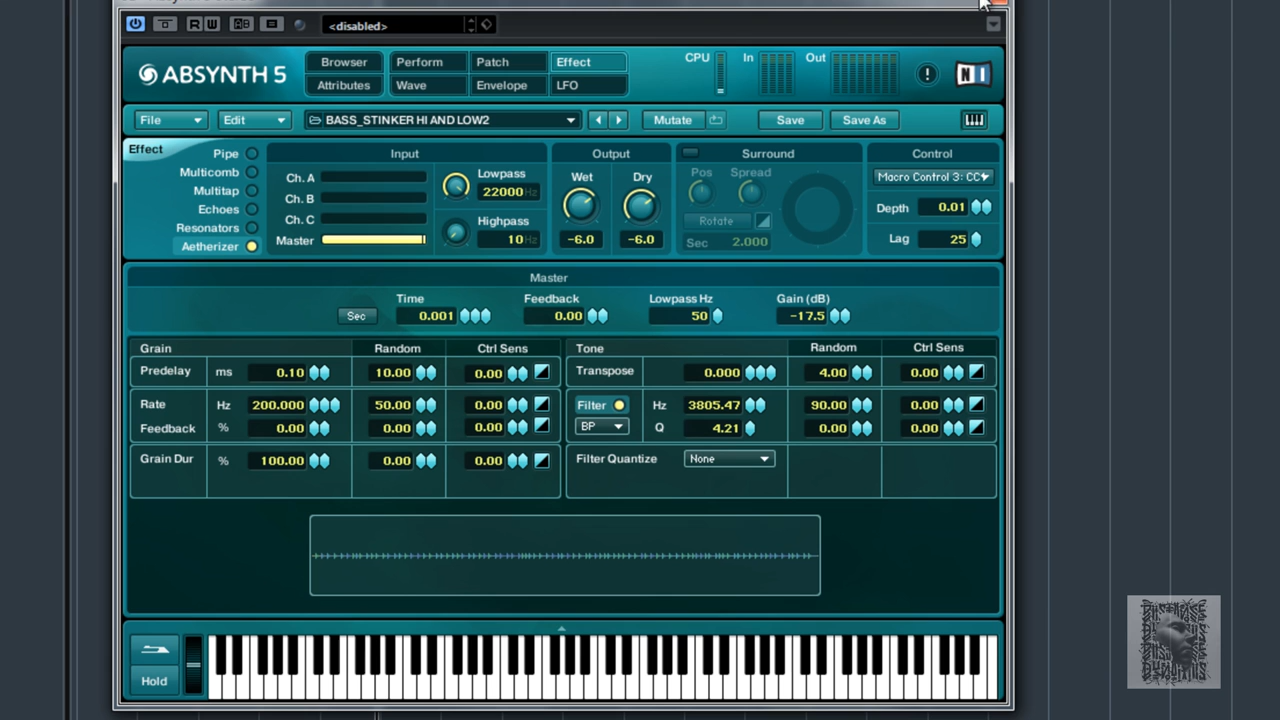 R W
AB
<disabled>
ABSYNTH 5
Browser Perform Patch Effect
Attributes Wave Envelope LFO
CPU In Out
! NI
File Edit BASS_STINKER HI AND LOW2 Mutate Save Save As
Effect
Pipe
Multicomb
Multitap
Echoes
Resonators
Aetherizer
Input
Ch. A
Ch. B
Ch. C
Master
Lowpass
22000 Hz
Highpass
10 Hz
Output
Wet Dry
-6.0 -6.0
Surround
Pos Spread
Rotate
Sec 2.000
Control
Macro Control 3: CC
Depth 0.01
Lag 25
Master
Time Feedback Lowpass Hz Gain (dB)
Sec 0.001 0.00 50 -17.5
Grain Random Ctrl Sens
Predelay ms 0.10 10.00 0.00
Rate Hz 200.000 50.00 0.00
Feedback % 0.00 0.00 0.00
Grain Dur % 100.00 0.00 0.00
Tone Random Ctrl Sens
Transpose 0.000 4.00 0.00
Filter Hz 3805.47 90.00 0.00
BP Q 4.21 0.00 0.00
Filter Quantize None
Hold